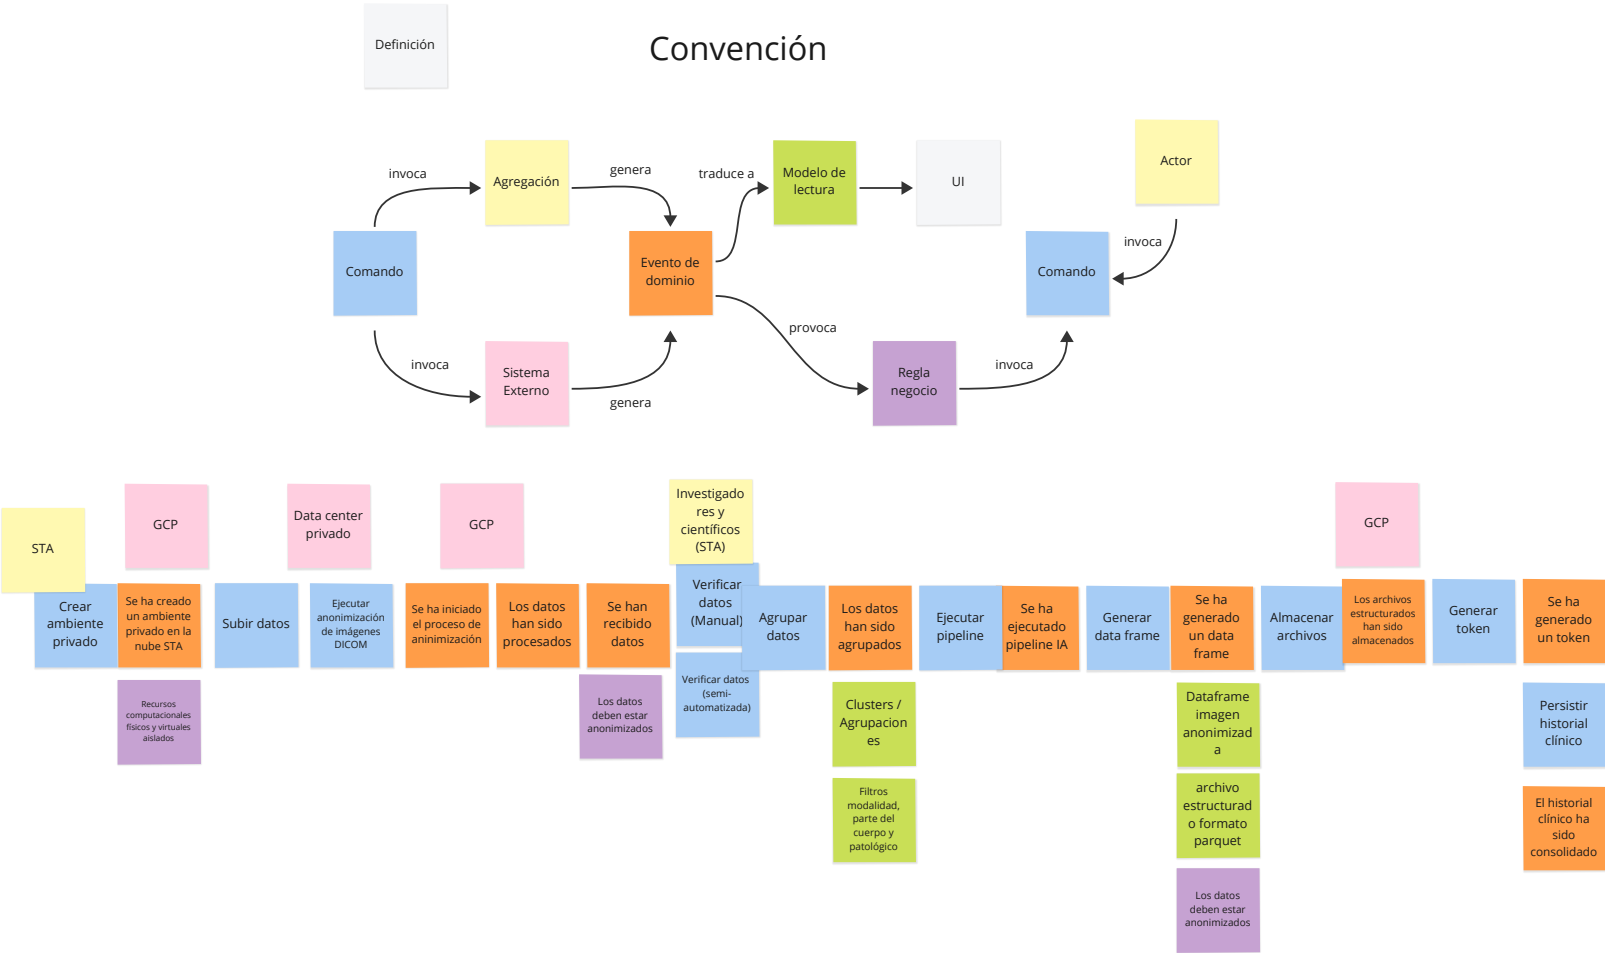 Definición
Convención
invoca
Agregación
genera
traduce a
Modelo de
lectura
UI
Actor
Comando
Evento de
dominio
Comando
invoca
invoca
Sistema
Externo
genera
provoca
Regla
negocio
invoca
STA
GCP
Data center
privado
GCP
Investigado
res y
científicos
(STA)
GCP
Crear
ambiente
privado
Se ha creado
un ambiente
privado en la
nube STA
Subir datos
Ejecutar
anonimización
de imágenes
DICOM
Se ha iniciado
el proceso de
aninimización
Los datos
han sido
procesados
Se han
recibido
datos
Verificar
datos
(Manual)
Agrupar
datos
Los datos
han sido
agrupados
Ejecutar
pipeline
Se ha
ejecutado
pipeline IA
Generar
data frame
Se ha
generado
un data
frame
Almacenar
archivos
Los archivos
estructurados
han sido
almacenados
Generar
token
Se ha
generado
un token
Recursos
computacionales
físicos y virtuales
aislados
Los datos
deben estar
anonimizados
Verificar datos
(semi-
automatizada)
Clusters /
Agrupacion
es
Dataframe
imagen
anonimizad
a
Persistir
historial
clínico
Filtros
modalidad,
parte del
cuerpo y
patológico
archivo
estructurad
o formato
parquet
El historial
clínico ha
sido
consolidado
Los datos
deben estar
anonimizados